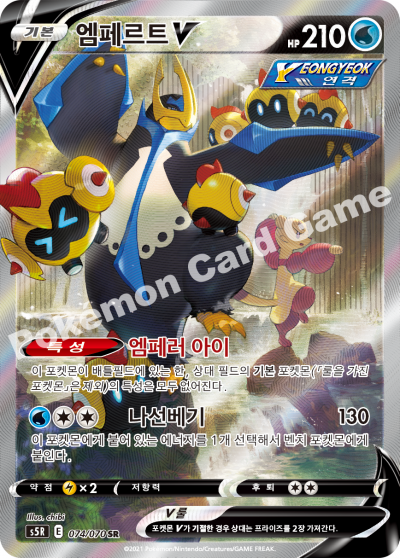 기본 엠페르트 V HP 210
YEONGYEOK
연격
Pokémon Card Game
특성 엠페러 아이
이 포켓몬이 배틀필드에 있는 한, 상대 필드의 기본 포켓몬(「룰을 가진
포켓몬」은 제외)의 특성은 모두 없어진다.
나선베기 130
이 포켓몬에게 붙어 있는 에너지를 1개 선택해서 벤치 포켓몬에게
붙인다.
약점 ×2 저항력 후퇴
Illus. chibi
V 룰
s5R E 074/070 SR
포켓몬 V가 기절한 경우 상대는 프라이즈를 2장 가져간다.
©2021 Pokémon/Nintendo/Creatures/GAME FREAK.